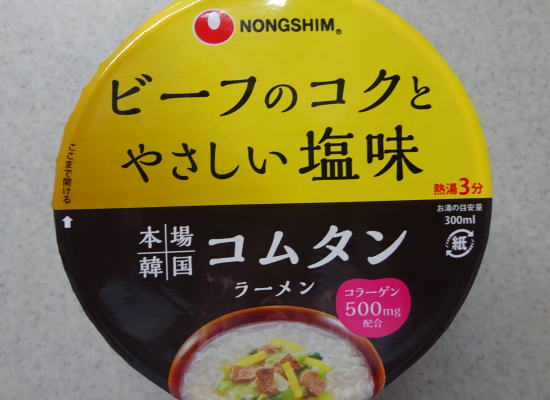 NONGSHIM®
ビーフのコクと
やさしい塩味
ここまで開ける
熱湯3分
お湯の目安量
300ml
紙
本場
韓国
コムタン
ラーメン
コラーゲン
500mg
配合